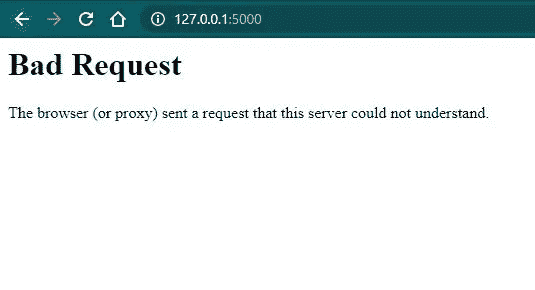 127.0.0.1:5000
Bad Request
The browser (or proxy) sent a request that this server could not understand.